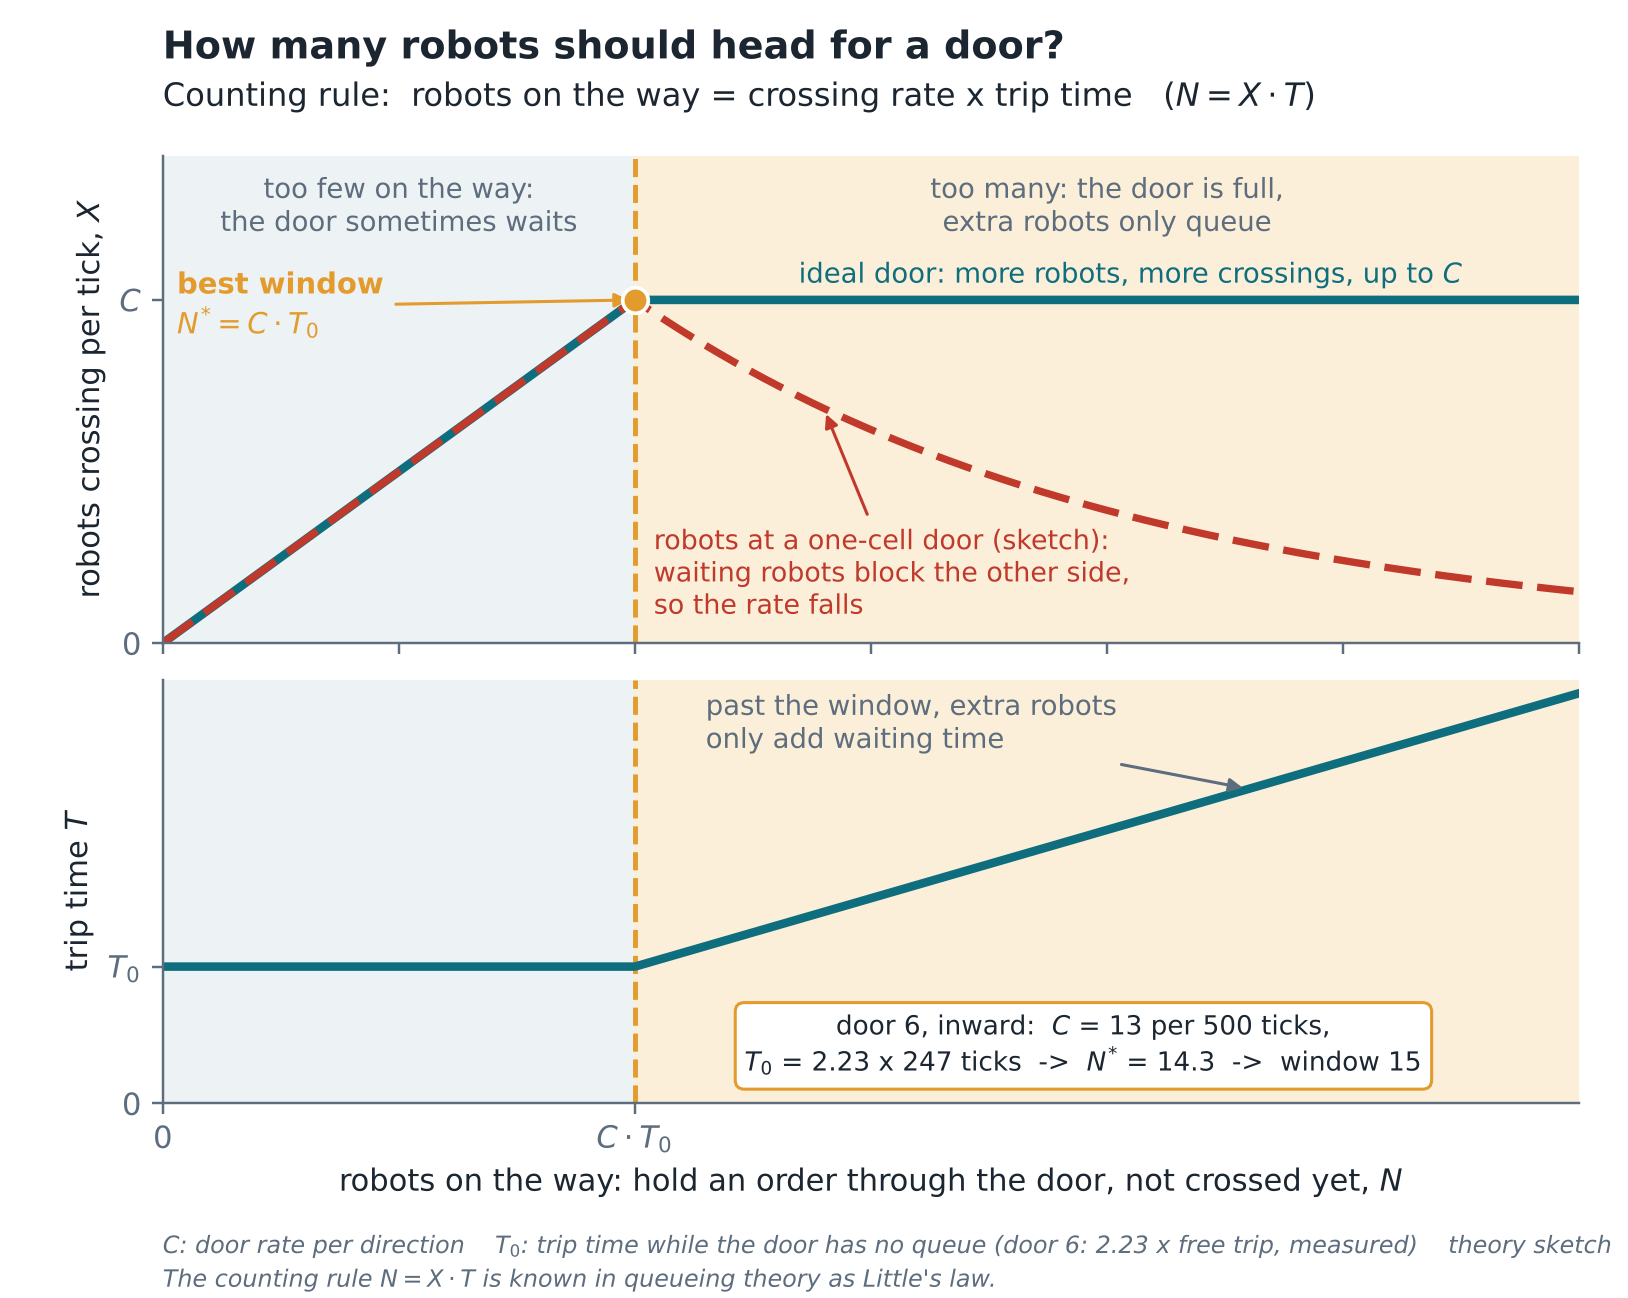 How many robots should head for a door?
Counting rule:  robots on the way = crossing rate x trip time   (N = X · T)
robots crossing per tick, X
too few on the way:
the door sometimes waits
too many: the door is full,
extra robots only queue
best window
N* = C · T₀
ideal door: more robots, more crossings, up to C
C
robots at a one-cell door (sketch):
waiting robots block the other side,
so the rate falls
0
past the window, extra robots
only add waiting time
trip time T
T₀
door 6, inward:  C = 13 per 500 ticks,
T₀ = 2.23 x 247 ticks  ->  N* = 14.3  ->  window 15
0
0
C · T₀
robots on the way: hold an order through the door, not crossed yet, N
C: door rate per direction    T₀: trip time while the door has no queue (door 6: 2.23 x free trip, measured)    theory sketch
The counting rule N = X · T is known in queueing theory as Little's law.